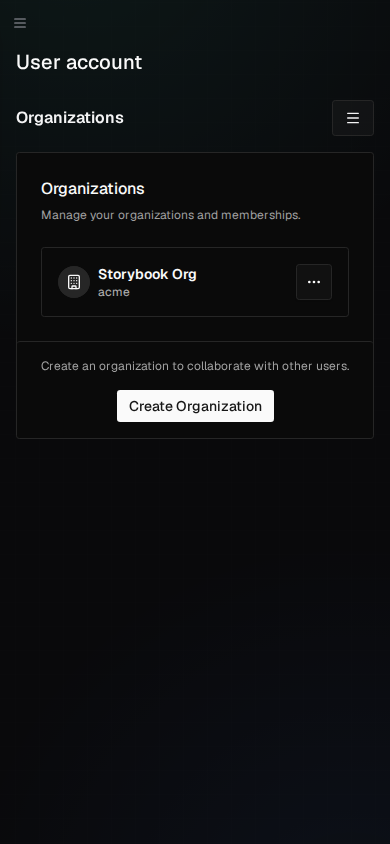 User account
Organizations
Organizations
Manage your organizations and memberships.
Storybook Org
acme
Create an organization to collaborate with other users.
Create Organization